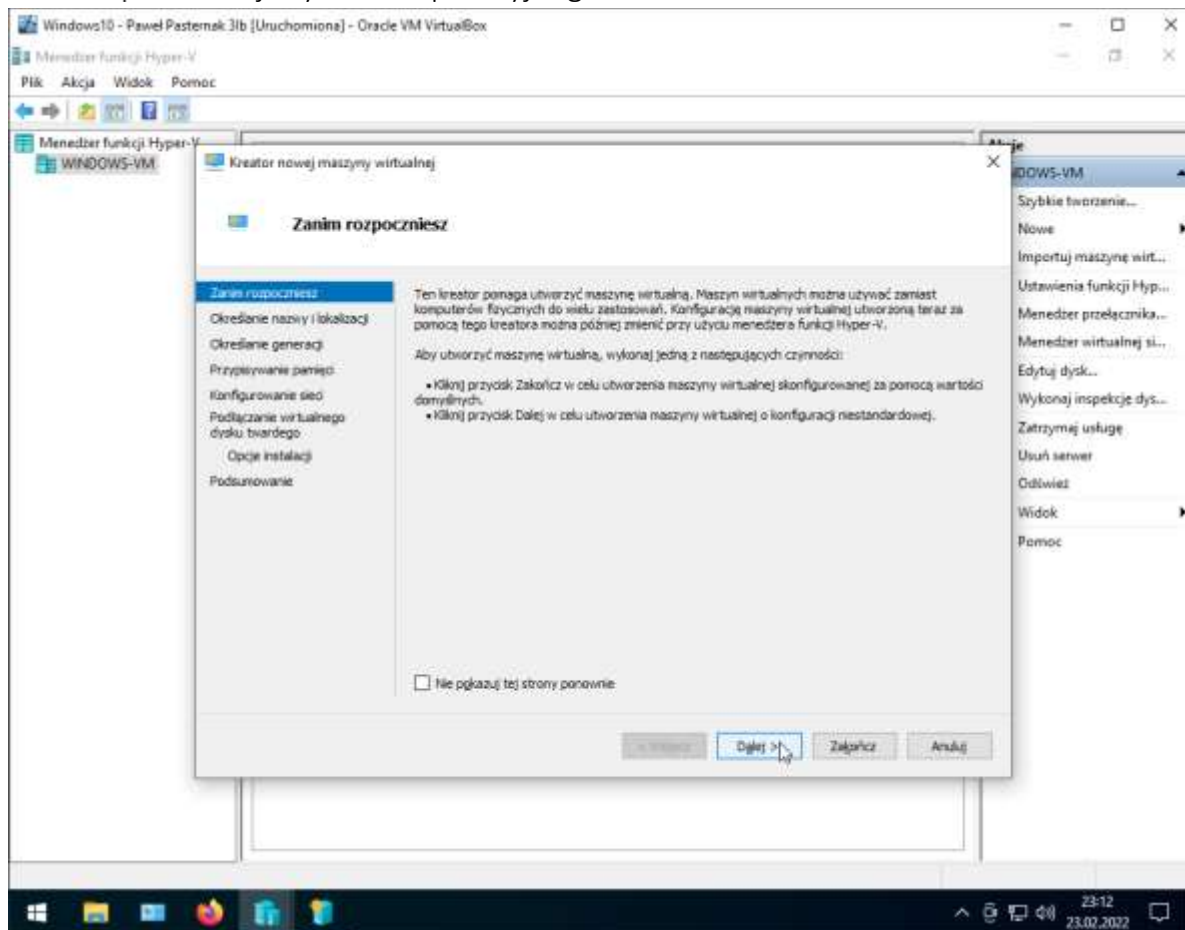 Windows10 - Paweł Pasternak 3lb [Uruchomiona] - Oracle VM VirtualBox
Menedżer funkcji Hyper-V
Plik Akcja Widok Pomoc
Menedżer funkcji Hyper-V
WINDOWS-VM
Kreator nowej maszyny wirtualnej
Zanim rozpoczniesz
Zanim rozpoczniesz
Określanie nazwy i lokalizacji
Określanie generacji
Przypisywanie pamięci
Konfigurowanie sieci
Podłączanie wirtualnego
dysku twardego
Opcje instalacji
Podsumowanie
Ten kreator pomaga utworzyć maszynę wirtualną. Maszyn wirtualnych można używać zamiast
komputerów fizycznych do wielu zastosowań. Konfigurację maszyny wirtualnej utworzoną teraz za
pomocą tego kreatora można później zmienić przy użyciu menedżera funkcji Hyper-V.
Aby utworzyć maszynę wirtualną, wykonaj jedną z następujących czynności:
• Kliknij przycisk Zakończ w celu utworzenia maszyny wirtualnej skonfigurowanej za pomocą wartości
domyślnych.
• Kliknij przycisk Dalej w celu utworzenia maszyny wirtualnej o konfiguracji niestandardowej.
Nie pokazuj tej strony ponownie
Dalej >
Zakończ
Anuluj
Akcje
DOWS-VM
Szybkie tworzenie...
Nowe
Importuj maszynę wirt...
Ustawienia funkcji Hyp...
Menedżer przełącznika...
Menedżer wirtualnej si...
Edytuj dysk...
Wykonaj inspekcję dys...
Zatrzymaj usługę
Usuń serwer
Odśwież
Widok
Pomoc
23:12
23.02.2022